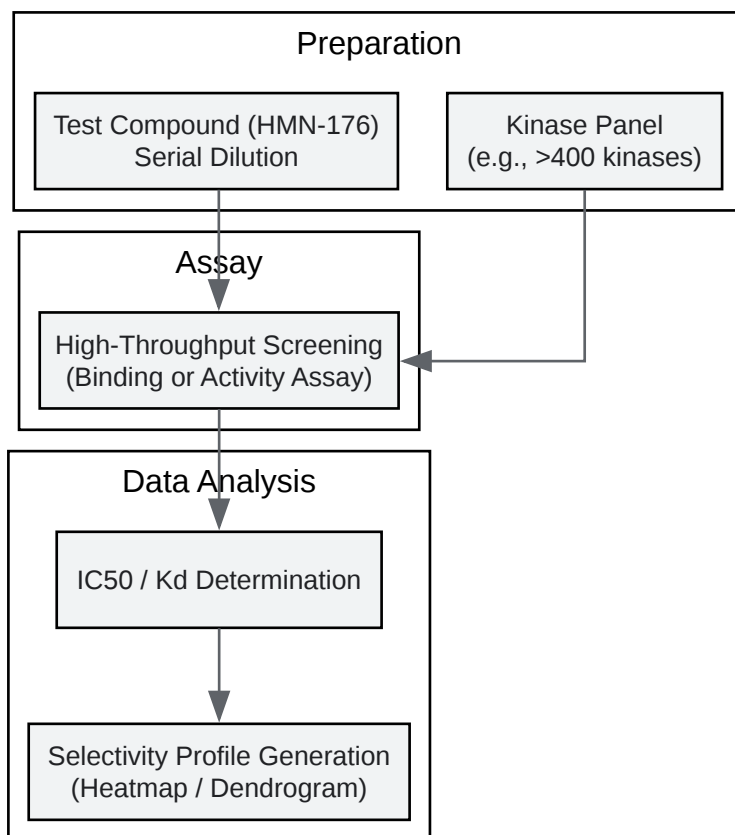 Preparation
Test Compound (HMN-176)
Serial Dilution
Kinase Panel
(e.g., >400 kinases)
Assay
High-Throughput Screening
(Binding or Activity Assay)
Data Analysis
IC50 / Kd Determination
Selectivity Profile Generation
(Heatmap / Dendrogram)